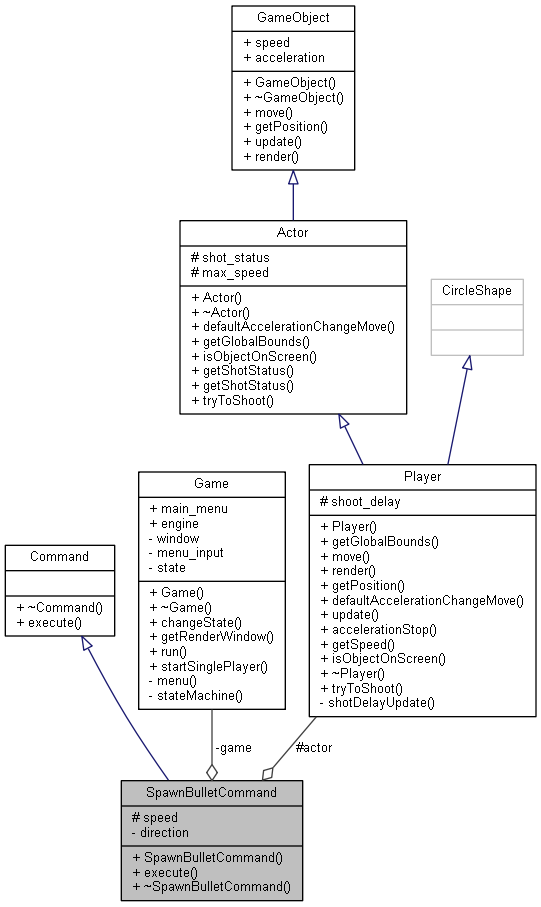 GameObject
+ speed
+ acceleration
+ GameObject()
+ ~GameObject()
+ move()
+ getPosition()
+ update()
+ render()
Actor
# shot_status
# max_speed
+ Actor()
+ ~Actor()
+ defaultAccelerationChangeMove()
+ getGlobalBounds()
+ isObjectOnScreen()
+ getShotStatus()
+ getShotStatus()
+ tryToShoot()
CircleShape
Player
# shoot_delay
+ Player()
+ getGlobalBounds()
+ move()
+ render()
+ getPosition()
+ defaultAccelerationChangeMove()
+ update()
+ accelerationStop()
+ getSpeed()
+ isObjectOnScreen()
+ ~Player()
+ tryToShoot()
- shotDelayUpdate()
Game
+ main_menu
+ engine
- window
- menu_input
- state
+ Game()
+ ~Game()
+ changeState()
+ getRenderWindow()
+ run()
+ startSinglePlayer()
- menu()
- stateMachine()
Command
+ ~Command()
+ execute()
-game
#actor
SpawnBulletCommand
# speed
- direction
+ SpawnBulletCommand()
+ execute()
+ ~SpawnBulletCommand()